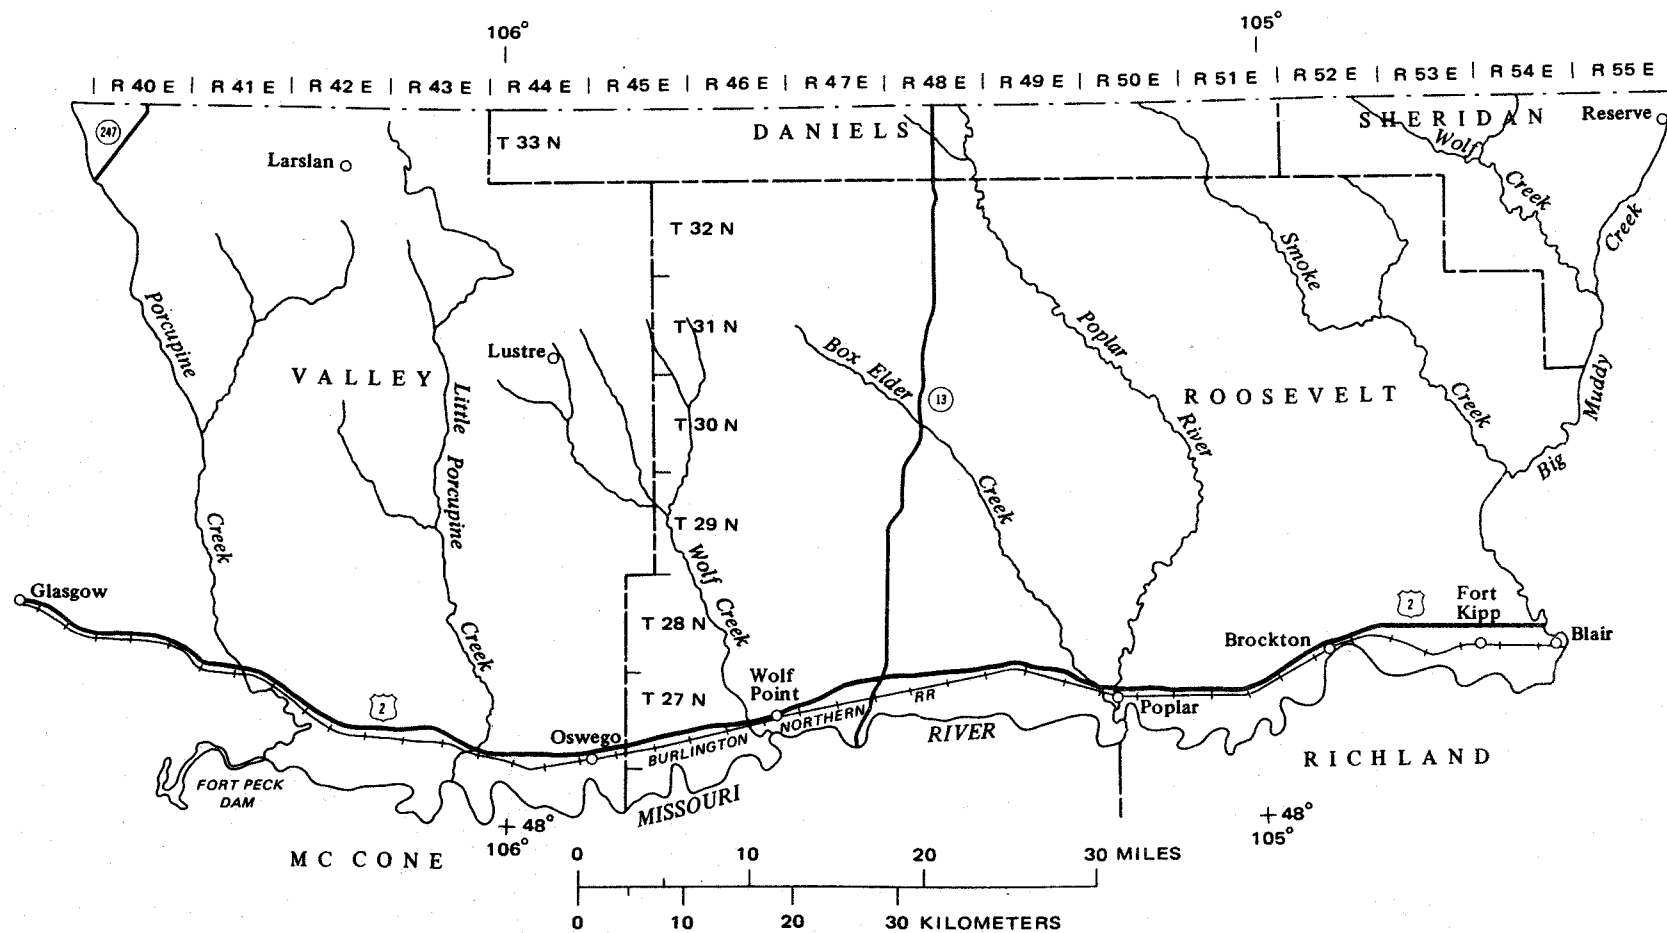 106°
105°
R 40 E R 41 E R 42 E R 43 E R 44 E R 45 E R 46 E R 47 E R 48 E R 49 E R 50 E R 51 E R 52 E R 53 E R 54 E R 55 E
247
Larslan
T 33 N
DANIELS
SHERIDAN
Reserve
Wolf
Creek
Creek
T 32 N
Smoke
Porcupine
T 31 N
Poplar
Lustre
Box Elder
VALLEY
Little
Porcupine
13
ROOSEVELT
Muddy
Creek
T 30 N
River
Big
Creek
Creek
T 29 N
Wolf
Creek
Glasgow
T 28 N
Creek
2
Fort
Kipp
Brockton
Blair
Wolf
Point
T 27 N
2
Poplar
Oswego
BURLINGTON NORTHERN RR
RIVER
MISSOURI
RICHLAND
FORT PECK
DAM
48°
106°
48°
105°
MC CONE
0 10 20 30 MILES
0 10 20 30 KILOMETERS